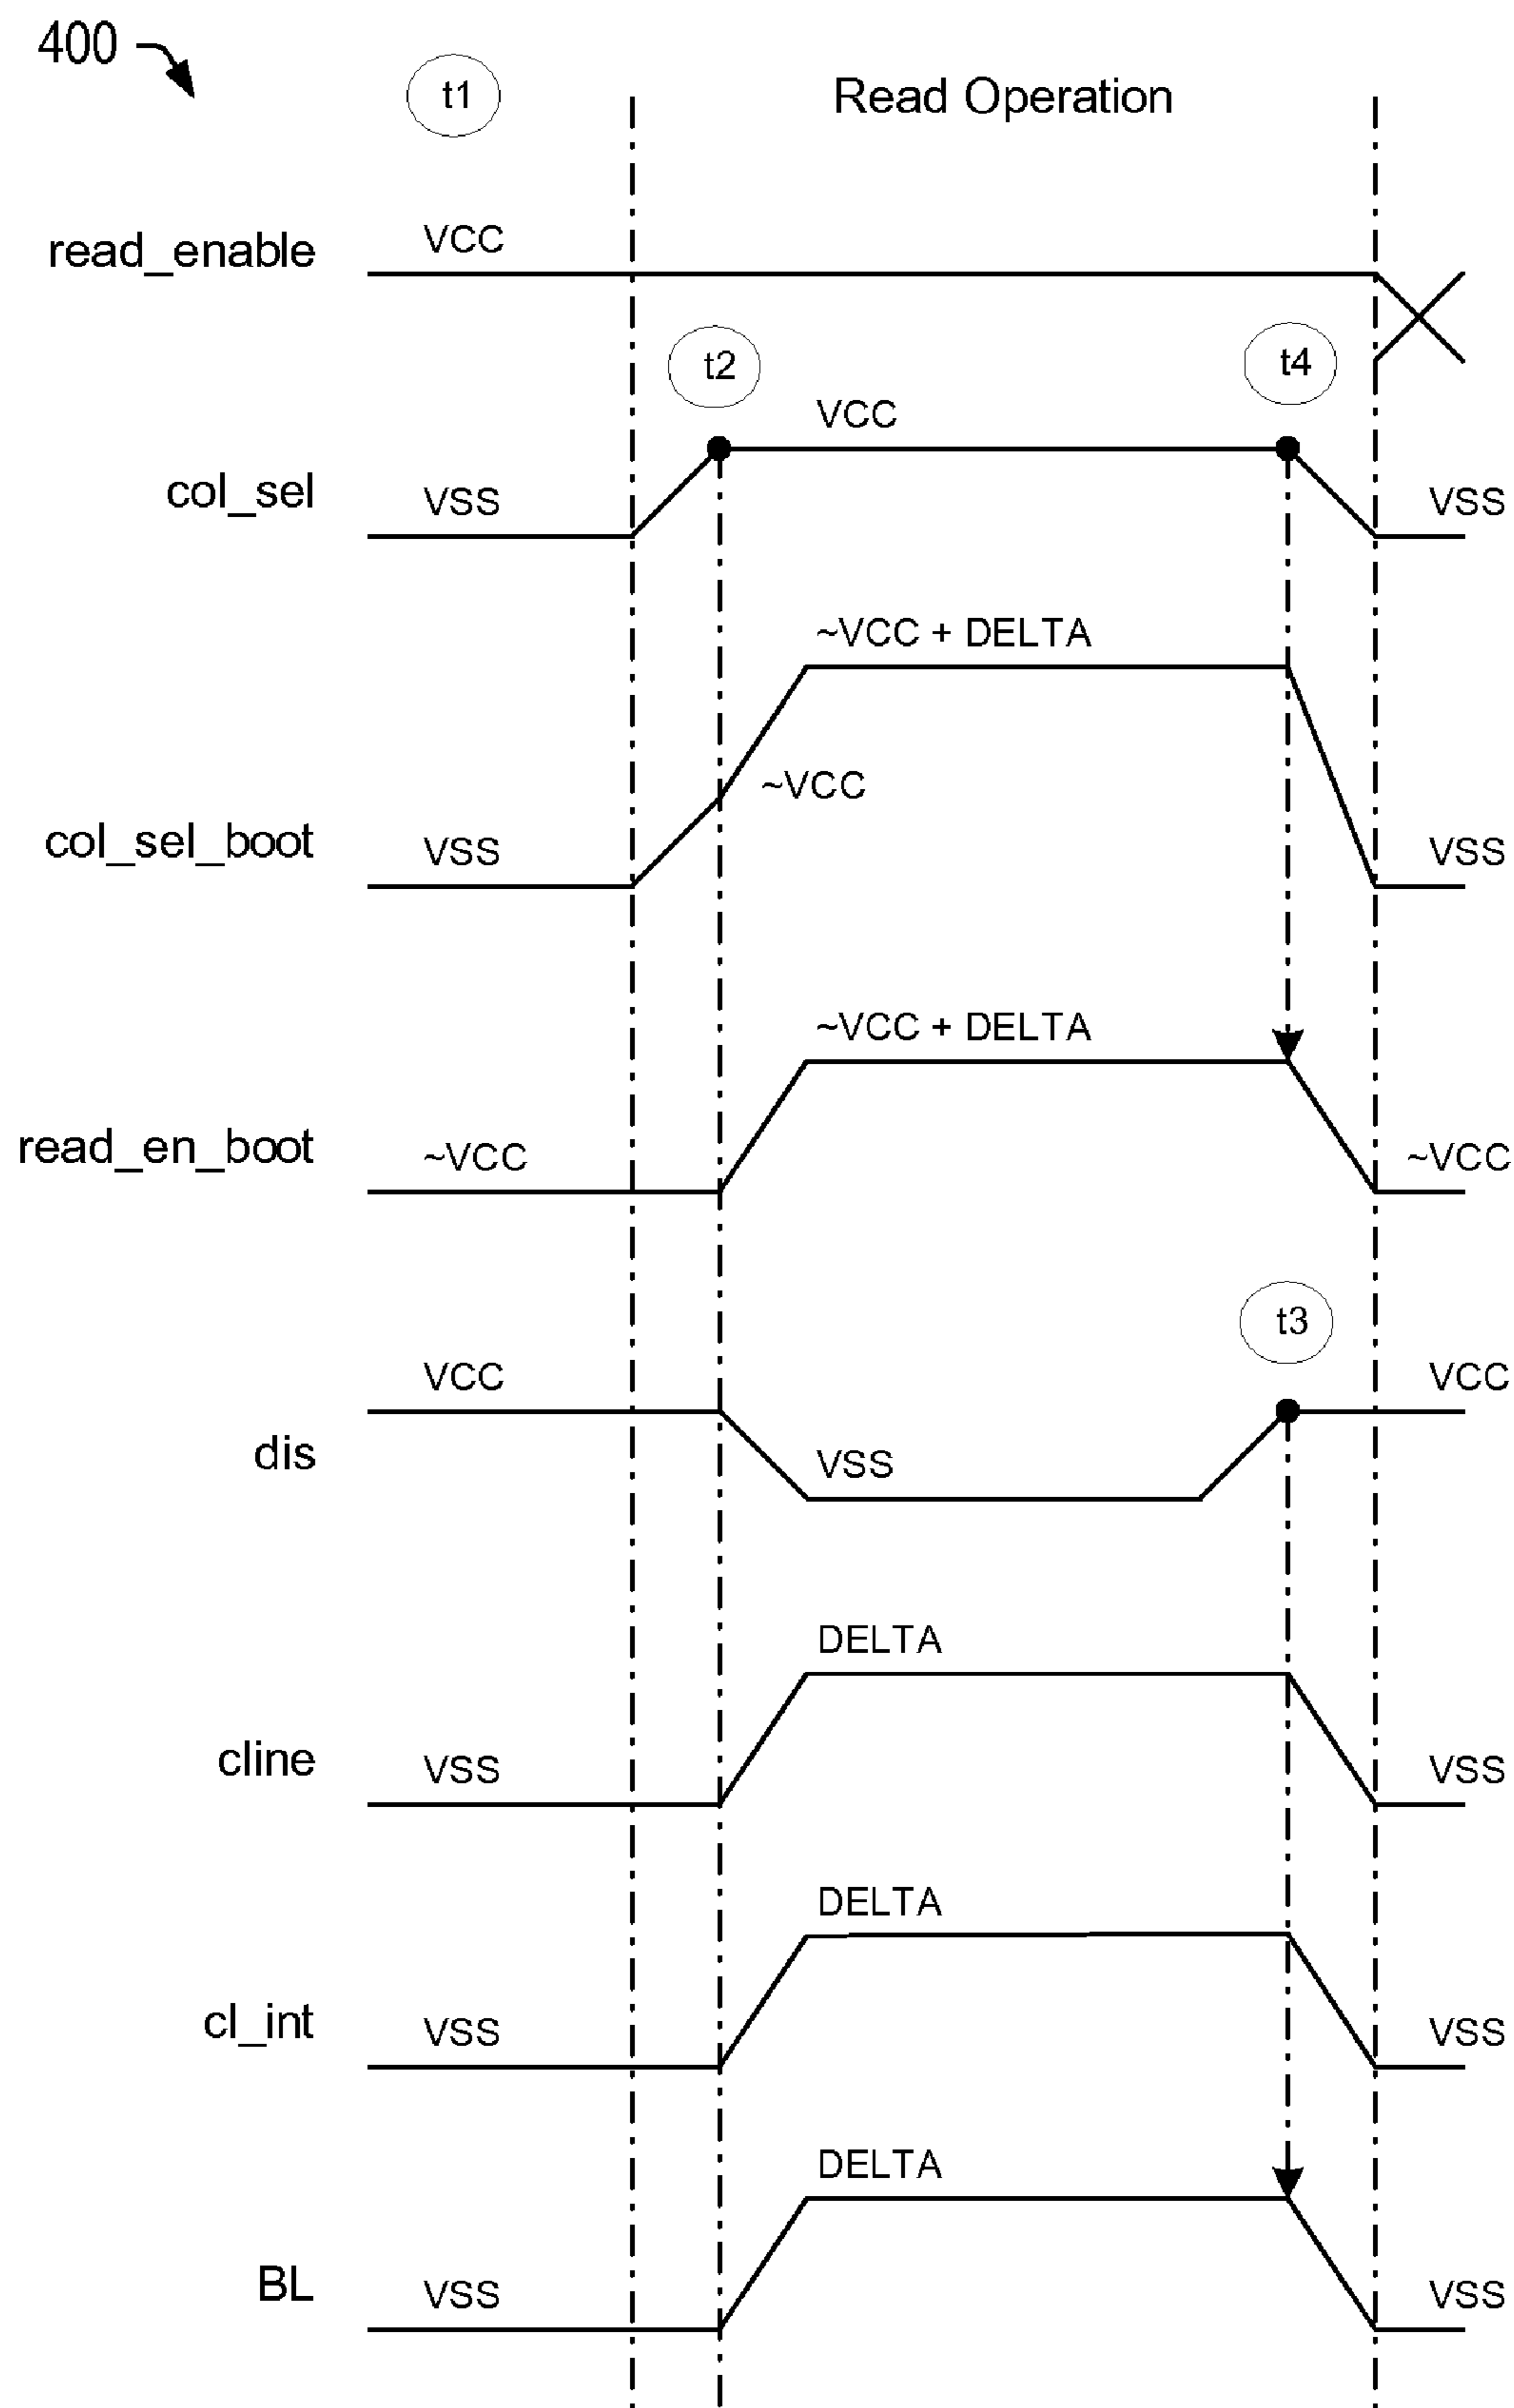 400
t1
Read Operation
VCC
read_enable
t2
t4
VCC
col_sel
VSS
VSS
~VCC + DELTA
~VCC
col_sel_boot
VSS
VSS
~VCC + DELTA
read_en_boot
~VCC
~VCC
t3
VCC
VCC
dis
VSS
DELTA
cline
VSS
VSS
DELTA
cl_int
VSS
VSS
DELTA
BL
VSS
VSS